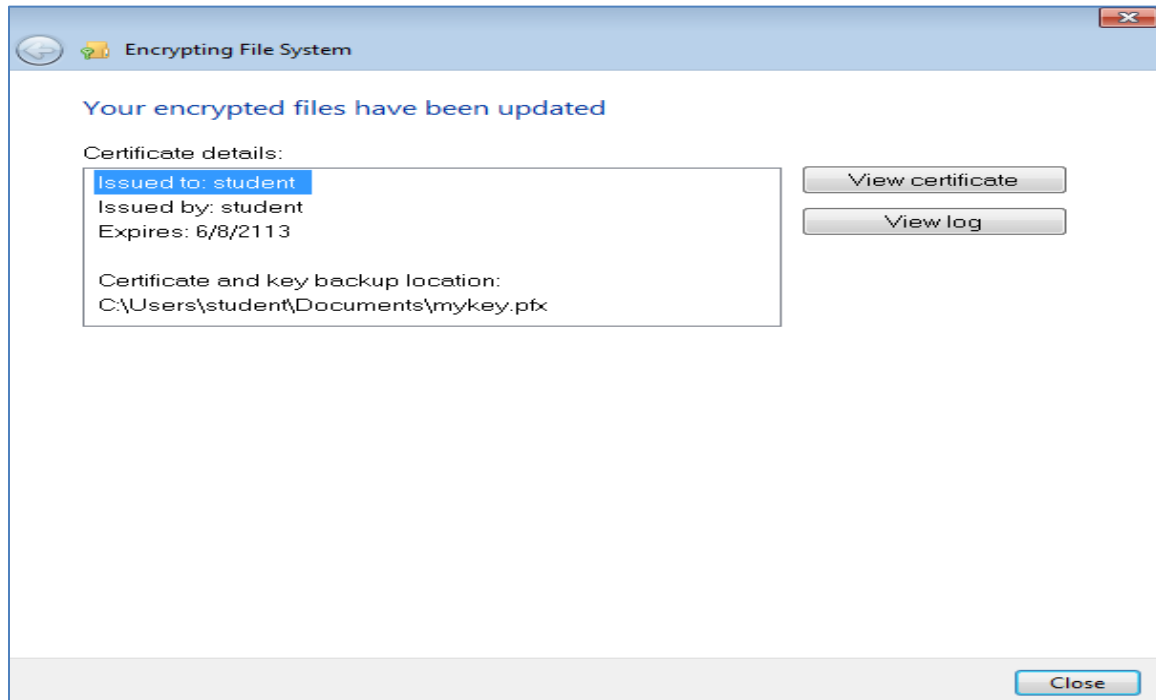 Encrypting File System
Your encrypted files have been updated
Certificate details:
Issued to: student
Issued by: student
Expires: 6/8/2113
Certificate and key backup location:
C:\Users\student\Documents\mykey.pfx
View certificate
View log
Close